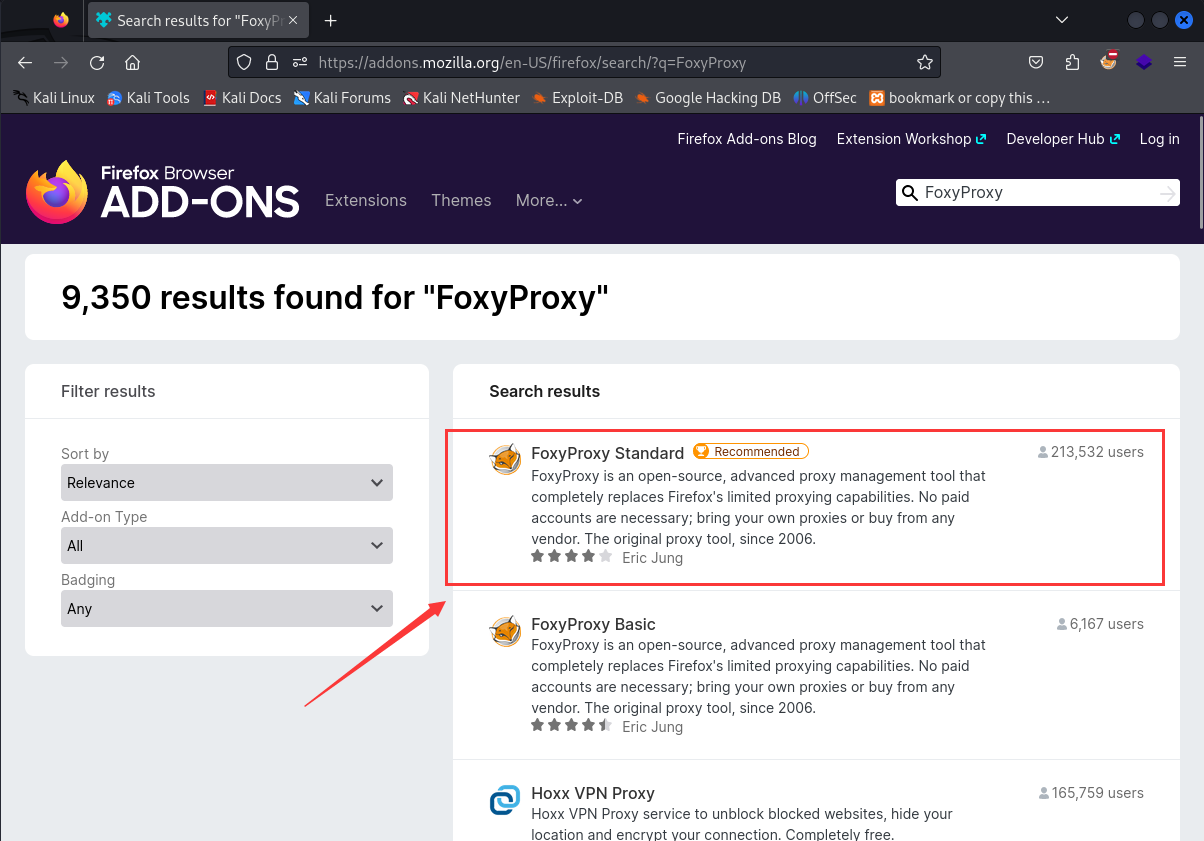 Search results for "FoxyPr
https://addons.mozilla.org/en-US/firefox/search/?q=FoxyProxy
Kali Linux Kali Tools Kali Docs Kali Forums Kali NetHunter Exploit-DB Google Hacking DB OffSec bookmark or copy this …
Firefox Add-ons Blog Extension Workshop Developer Hub Log in
Firefox Browser
ADD-ONS
Extensions Themes More... FoxyProxy
9,350 results found for "FoxyProxy"
Filter results
Sort by
Relevance
Add-on Type
All
Badging
Any
Search results
FoxyProxy Standard Recommended 213,532 users
FoxyProxy is an open-source, advanced proxy management tool that
completely replaces Firefox's limited proxying capabilities. No paid
accounts are necessary; bring your own proxies or buy from any
vendor. The original proxy tool, since 2006.
Eric Jung
FoxyProxy Basic 6,167 users
FoxyProxy is an open-source, advanced proxy management tool that
completely replaces Firefox's limited proxying capabilities. No paid
accounts are necessary; bring your own proxies or buy from any
vendor. The original proxy tool, since 2006.
Eric Jung
Hoxx VPN Proxy 165,759 users
Hoxx VPN Proxy service to unblock blocked websites, hide your
location and encrypt your connection. Completely free.